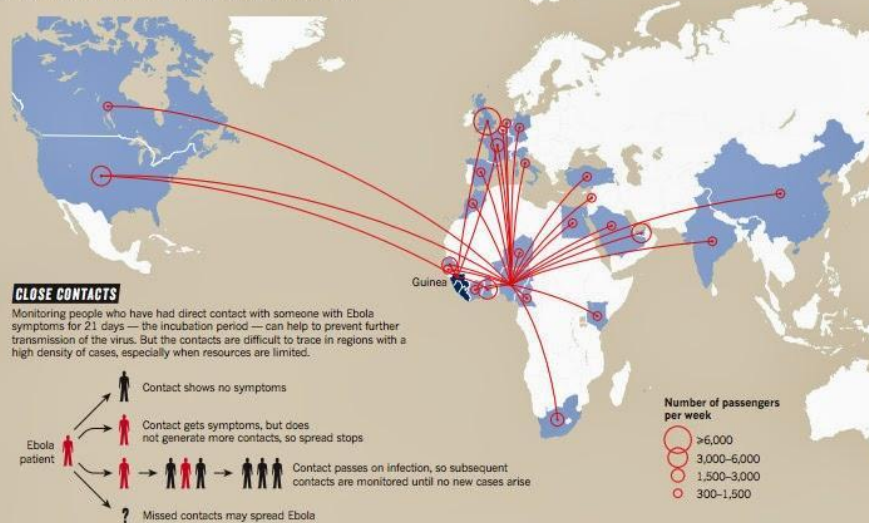 Guinea
CLOSE CONTACTS
Monitoring people who have had direct contact with someone with Ebola
symptoms for 21 days — the incubation period — can help to prevent further
transmission of the virus. But the contacts are difficult to trace in regions with a
high density of cases, especially when resources are limited.
Contact shows no symptoms
Contact gets symptoms, but does
not generate more contacts, so spread stops
Ebola
patient
Contact passes on infection, so subsequent
contacts are monitored until no new cases arise
? Missed contacts may spread Ebola
Number of passengers
per week
≥6,000
3,000–6,000
1,500–3,000
300–1,500